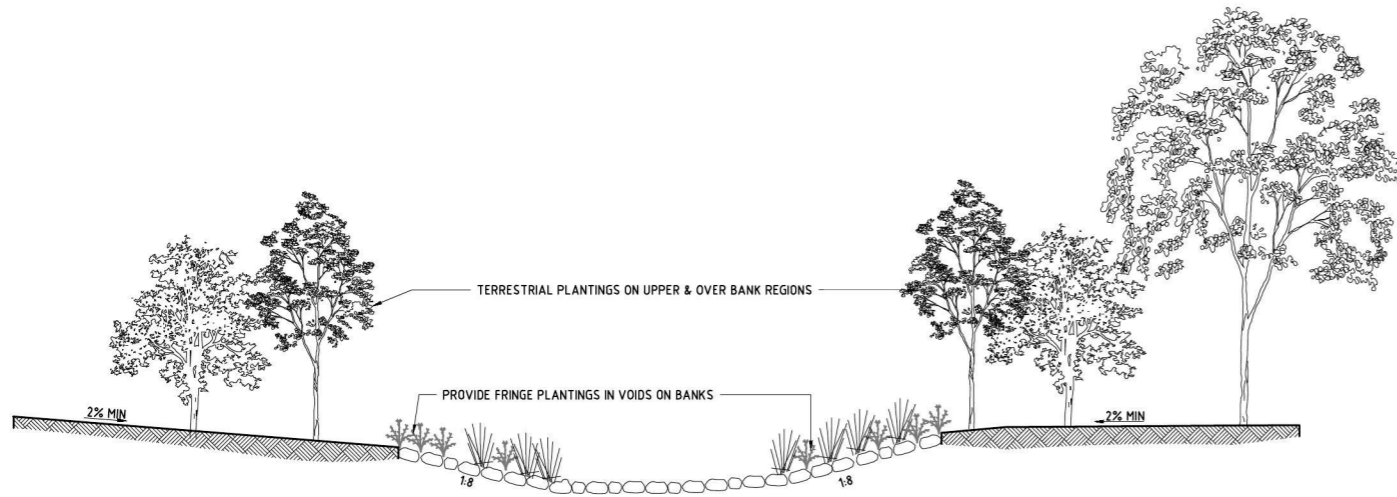 TERRESTRIAL PLANTINGS ON UPPER & OVER BANK REGIONS
PROVIDE FRINGE PLANTINGS IN VOIDS ON BANKS
2% MIN
2% MIN
1:8
1:8